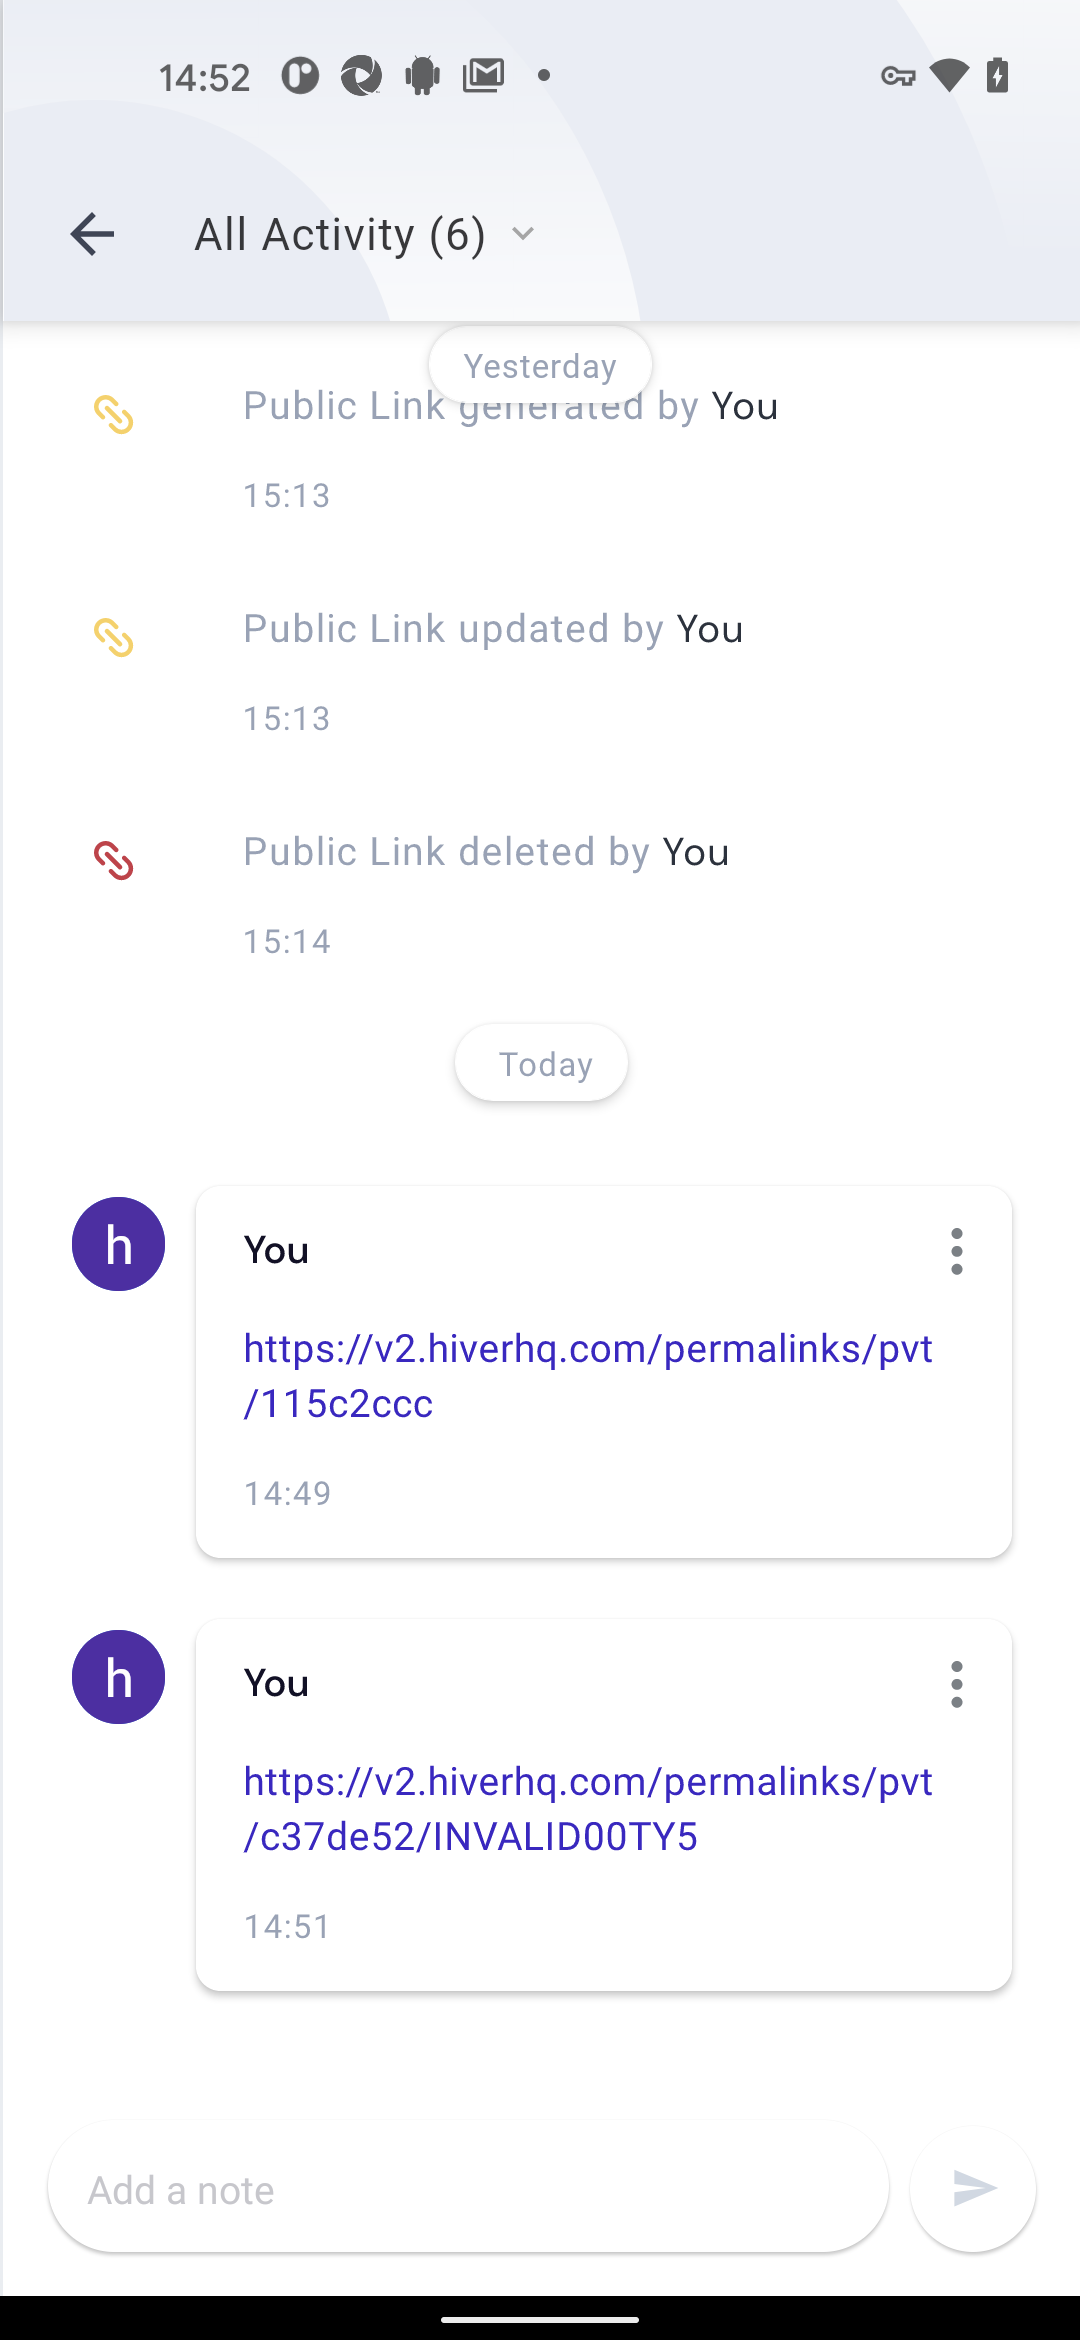 14:52
All Activity (6)
Yesterday
Public Link generated by You
15:13
Public Link updated by You
15:13
Public Link deleted by You
15:14
Today
h
You
https://v2.hiverhq.com/permalinks/pvt
/115c2ccc
14:49
h
You
https://v2.hiverhq.com/permalinks/pvt
/c37de52/INVALID00TY5
14:51
Add a note